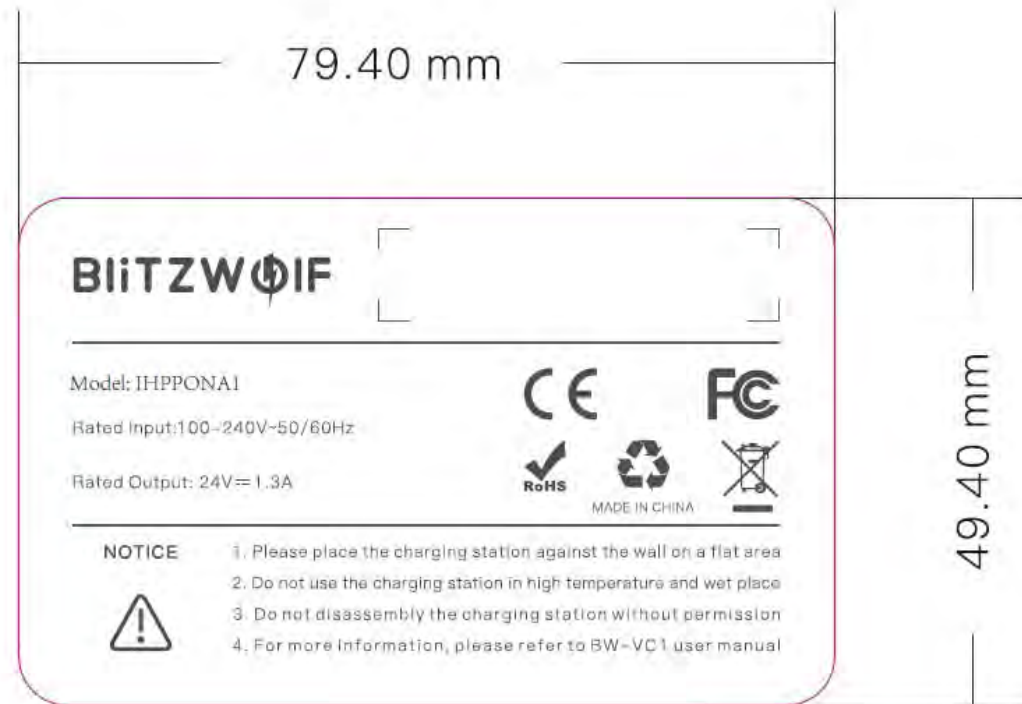 79.40 mm
BliTZWOlF
Model: IHPPONA1
Rated Input:100-240V~50/60Hz
Rated Output: 24V⎓1.3A
CE
FC
RoHS
MADE IN CHINA
NOTICE
1. Please place the charging station against the wall on a flat area
2. Do not use the charging station in high temperature and wet place
3. Do not disassembly the charging station without permission
4. For more information, please refer to BW-VC1 user manual
49.40 mm